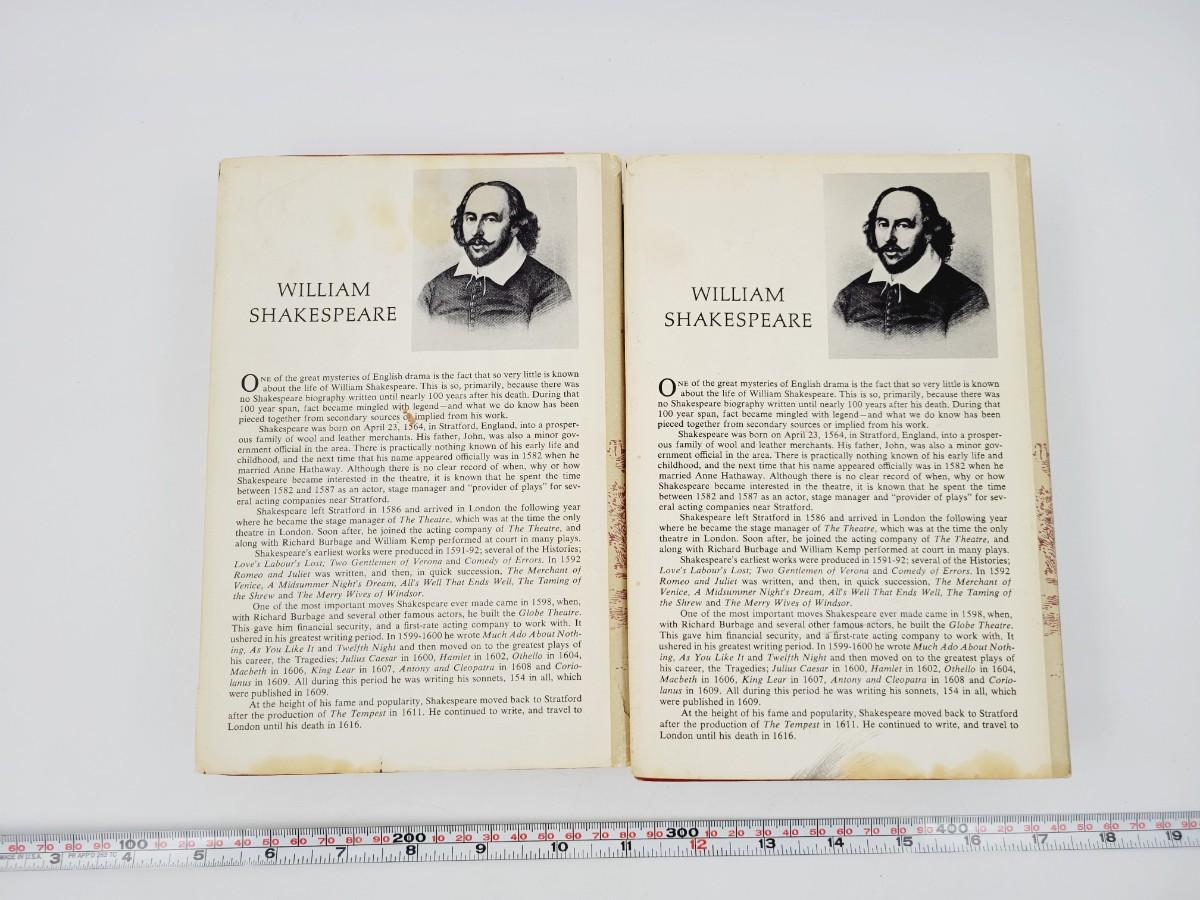 WILLIAM
SHAKESPEARE
ONE of the great mysteries of English drama is the fact that so very little is known
about the life of William Shakespeare. This is so, primarily, because there was
no Shakespeare biography written until nearly 100 years after his death. During that
100 year span, fact became mingled with legend—and what we do know has been
pieced together from secondary sources or implied from his work.
Shakespeare was born on April 23, 1564, in Stratford, England, into a prosper-
ous family of wool and leather merchants. His father, John, was also a minor gov-
ernment official in the area. There is practically nothing known of his early life and
childhood, and the next time that his name appeared officially was in 1582 when he
married Anne Hathaway. Although there is no clear record of when, why or how
Shakespeare became interested in the theatre, it is known that he spent the time
between 1582 and 1587 as an actor, stage manager and "provider of plays" for sev-
eral acting companies near Stratford.
Shakespeare left Stratford in 1586 and arrived in London the following year
where he became the stage manager of The Theatre, which was at the time the only
theatre in London. Soon after, he joined the acting company of The Theatre, and
along with Richard Burbage and William Kemp performed at court in many plays.
Shakespeare's earliest works were produced in 1591-92; several of the Histories;
Love's Labour's Lost; Two Gentlemen of Verona and Comedy of Errors. In 1592
Romeo and Juliet was written, and then, in quick succession, The Merchant of
Venice, A Midsummer Night's Dream, All's Well That Ends Well, The Taming of
the Shrew and The Merry Wives of Windsor.
One of the most important moves Shakespeare ever made came in 1598, when,
with Richard Burbage and several other famous actors, he built the Globe Theatre.
This gave him financial security, and a first-rate acting company to work with. It
ushered in his greatest writing period. In 1599-1600 he wrote Much Ado About Noth-
ing, As You Like It and Twelfth Night and then moved on to the greatest plays of
his career, the Tragedies; Julius Caesar in 1600, Hamlet in 1602, Othello in 1604,
Macbeth in 1606, King Lear in 1607, Antony and Cleopatra in 1608 and Corio-
lanus in 1609. All during this period he was writing his sonnets, 154 in all, which
were published in 1609.
At the height of his fame and popularity, Shakespeare moved back to Stratford
after the production of The Tempest in 1611. He continued to write, and travel to
London until his death in 1616.
WILLIAM
SHAKESPEARE
ONE of the great mysteries of English drama is the fact that so very little is known
about the life of William Shakespeare. This is so, primarily, because there was
no Shakespeare biography written until nearly 100 years after his death. During that
100 year span, fact became mingled with legend—and what we do know has been
pieced together from secondary sources or implied from his work.
Shakespeare was born on April 23, 1564, in Stratford, England, into a prosper-
ous family of wool and leather merchants. His father, John, was also a minor gov-
ernment official in the area. There is practically nothing known of his early life and
childhood, and the next time that his name appeared officially was in 1582 when he
married Anne Hathaway. Although there is no clear record of when, why or how
Shakespeare became interested in the theatre, it is known that he spent the time
between 1582 and 1587 as an actor, stage manager and "provider of plays" for sev-
eral acting companies near Stratford.
Shakespeare left Stratford in 1586 and arrived in London the following year
where he became the stage manager of The Theatre, which was at the time the only
theatre in London. Soon after, he joined the acting company of The Theatre, and
along with Richard Burbage and William Kemp performed at court in many plays.
Shakespeare's earliest works were produced in 1591-92; several of the Histories;
Love's Labour's Lost; Two Gentlemen of Verona and Comedy of Errors. In 1592
Romeo and Juliet was written, and then, in quick succession, The Merchant of
Venice, A Midsummer Night's Dream, All's Well That Ends Well, The Taming of
the Shrew and The Merry Wives of Windsor.
One of the most important moves Shakespeare ever made came in 1598, when,
with Richard Burbage and several other famous actors, he built the Globe Theatre.
This gave him financial security, and a first-rate acting company to work with. It
ushered in his greatest writing period. In 1599-1600 he wrote Much Ado About Noth-
ing, As You Like It and Twelfth Night and then moved on to the greatest plays of
his career, the Tragedies; Julius Caesar in 1600, Hamlet in 1602, Othello in 1604,
Macbeth in 1606, King Lear in 1607, Antony and Cleopatra in 1608 and Corio-
lanus in 1609. All during this period he was writing his sonnets, 154 in all, which
were published in 1609.
At the height of his fame and popularity, Shakespeare moved back to Stratford
after the production of The Tempest in 1611. He continued to write, and travel to
London until his death in 1616.
100 200 300 400
MADE IN U.S.A. 3 4 5 6 7 8 9 10 11 12 13 14 15 16 17 18 19